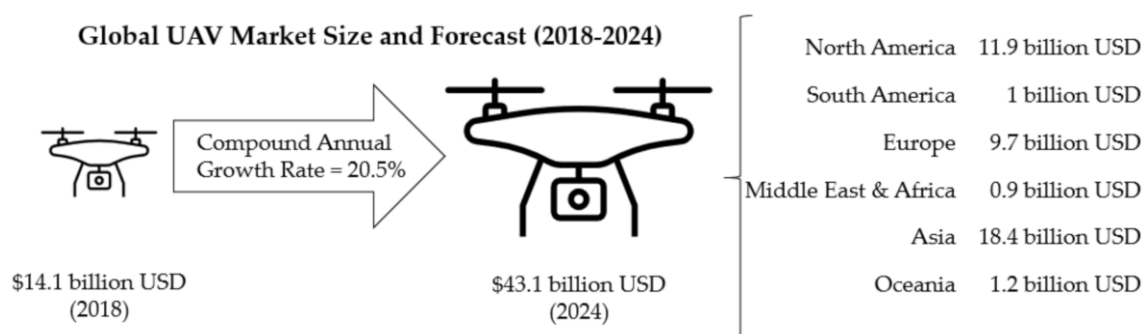 Global UAV Market Size and Forecast (2018-2024)
Compound Annual
Growth Rate = 20.5%
$14.1 billion USD
(2018)
$43.1 billion USD
(2024)
North America 11.9 billion USD
South America 1 billion USD
Europe 9.7 billion USD
Middle East & Africa 0.9 billion USD
Asia 18.4 billion USD
Oceania 1.2 billion USD